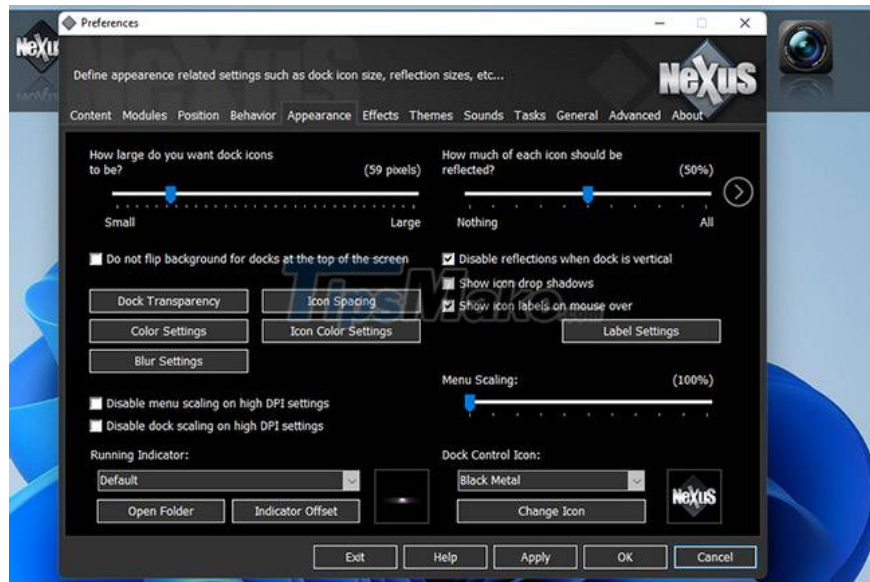 Preferences
NeXuS
Define appearence related settings such as dock icon size, reflection sizes, etc...
NeXuS
Content Modules Position Behavior Appearance Effects Themes Sounds Tasks General Advanced About
How large do you want dock icons
to be?
(59 pixels)
Small
Large
How much of each icon should be
reflected?
(50%)
Nothing
All
Do not flip background for docks at the top of the screen
Disable reflections when dock is vertical
Show icon drop shadows
Show icon labels on mouse over
TipsMake.com
Dock Transparency
Icon Spacing
Color Settings
Icon Color Settings
Label Settings
Blur Settings
Menu Scaling:
(100%)
Disable menu scaling on high DPI settings
Disable dock scaling on high DPI settings
Running Indicator:
Default
Open Folder
Indicator Offset
Dock Control Icon:
Black Metal
Change Icon
NeXuS
Exit
Help
Apply
OK
Cancel